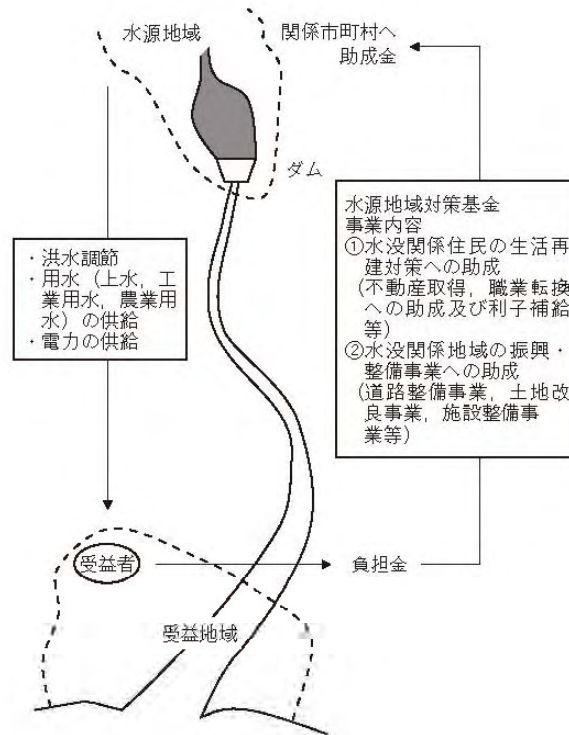 水源地域
関係市町村へ
助成金
ダム
・洪水調節
・用水（上水，工
業用水，農業用
水）の供給
・電力の供給
水源地域対策基金
事業内容
①水没関係住民の生活再
建対策への助成
(不動産取得，職業転換
への助成及び利子補給
等)
②水没関係地域の振興・
整備事業への助成
(道路整備事業，土地改
良事業，施設整備事
業等)
受益者
負担金
受益地域